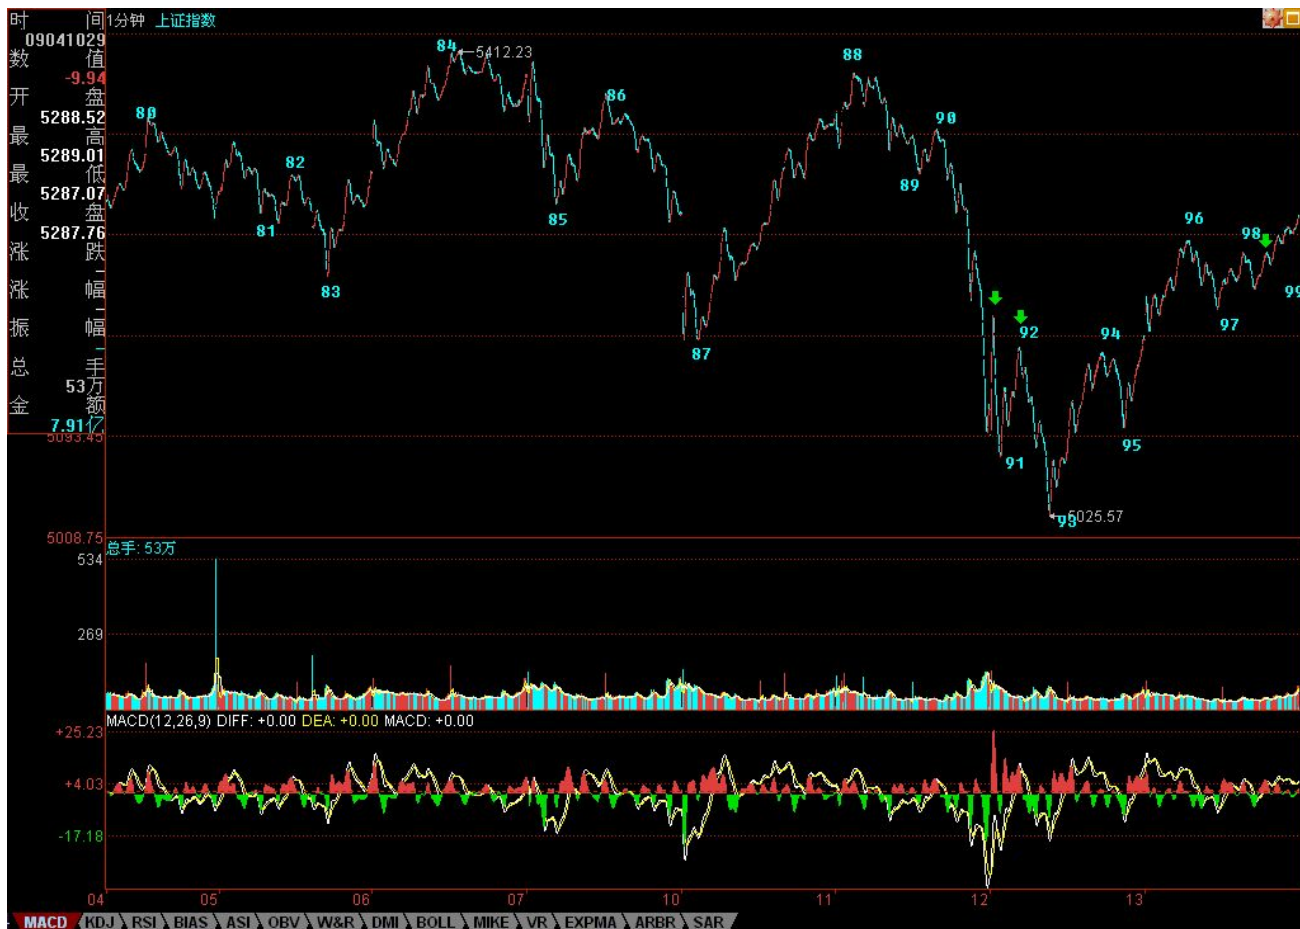 时 间 1分钟 上证指数
09041029
数 值
-9.94
开 盘
5288.52
最 高
5289.01
最 低
5287.07
收 盘
5287.76
涨 跌
涨 幅
振 幅
总 手
53万
金 额
7.91亿
5093.45
5008.75
80
81
82
83
84
5412.23
85
86
87
88
89
90
91
92
93
5025.57
94
95
96
97
98
99
总手: 53万
534
269
MACD(12,26,9) DIFF: +0.00 DEA: +0.00 MACD: +0.00
+25.23
+4.03
-17.18
04 05 06 07 10 11 12 13
MACD KDJ RSI BIAS ASI OBV W&R DMI BOLL MIKE VR EXPMA ARBR SAR